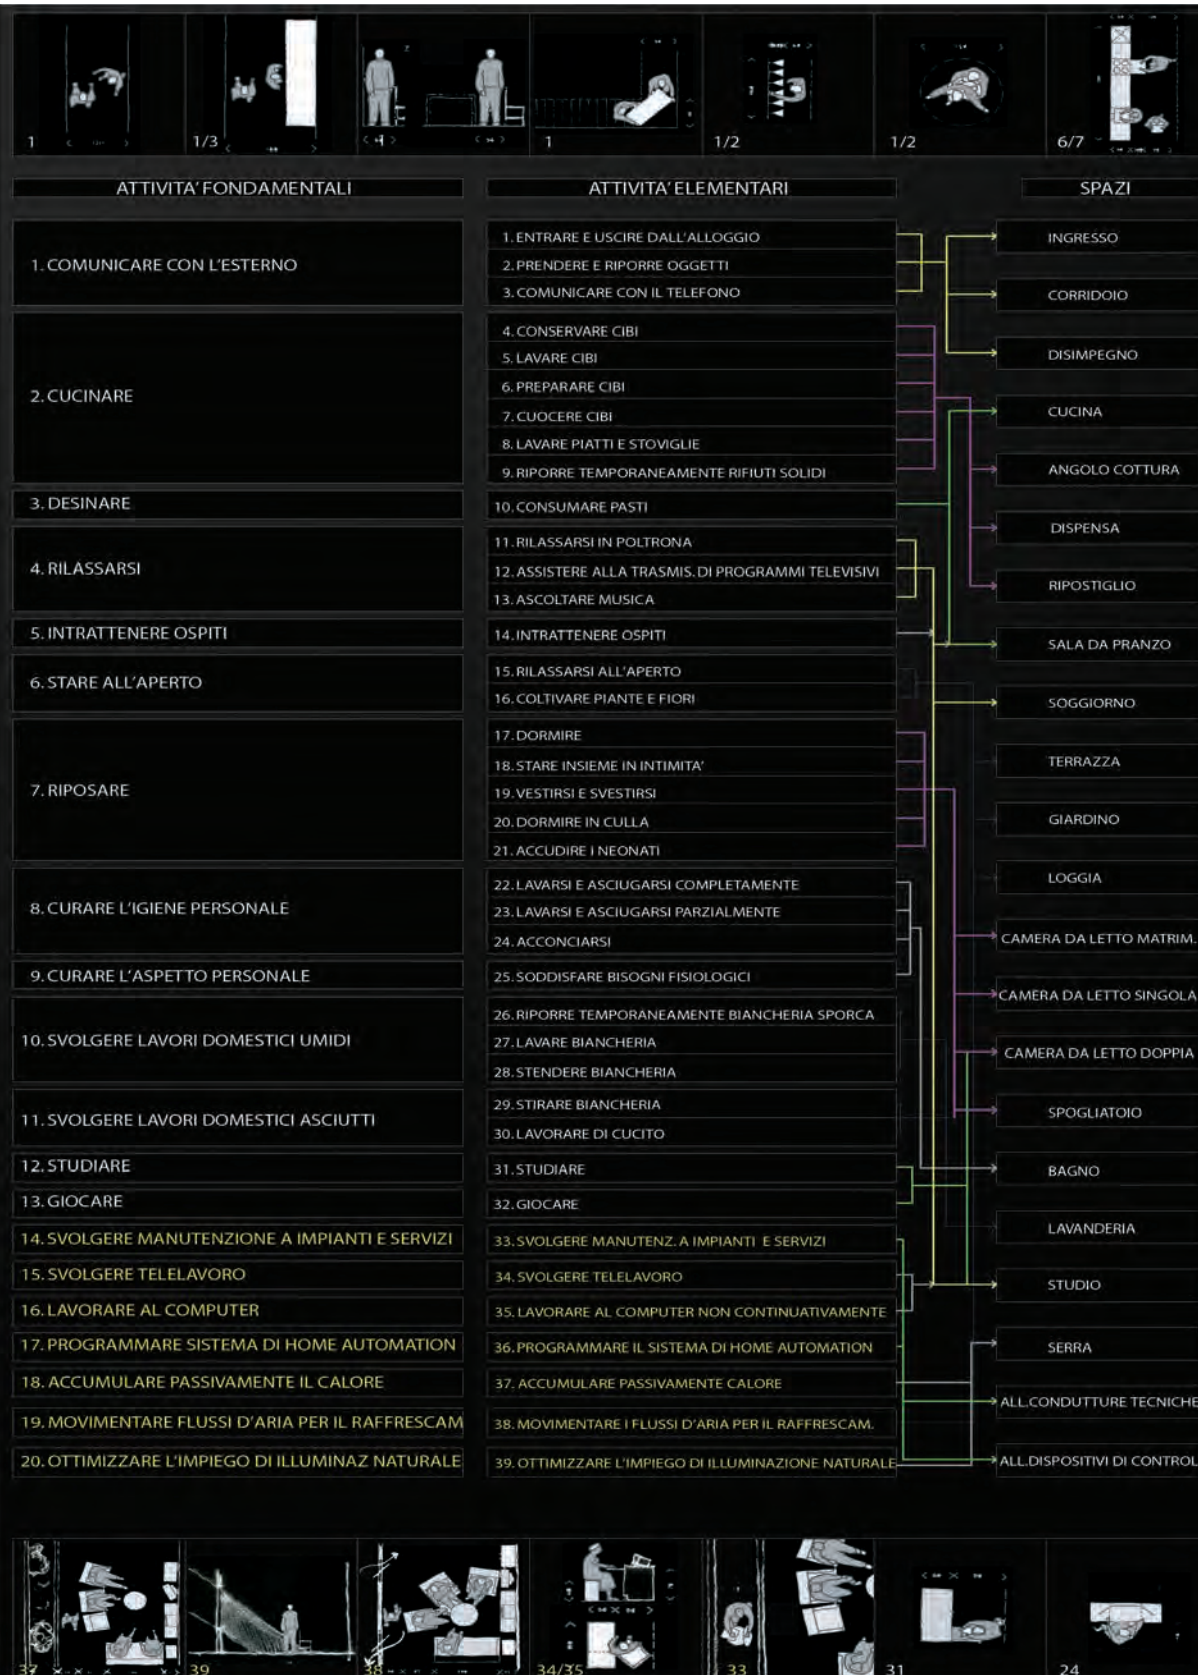 1
1/3
1
1
1/2
1/2
6/7
ATTIVITA' FONDAMENTALI
ATTIVITA' ELEMENTARI
SPAZI
1. COMUNICARE CON L'ESTERNO
2. CUCINARE
3. DESINARE
4. RILASSARSI
5. INTRATTENERE OSPITI
6. STARE ALL'APERTO
7. RIPOSARE
8. CURARE L'IGIENE PERSONALE
9. CURARE L'ASPETTO PERSONALE
10. SVOLGERE LAVORI DOMESTICI UMIDI
11. SVOLGERE LAVORI DOMESTICI ASCIUTTI
12. STUDIARE
13. GIOCARE
14. SVOLGERE MANUTENZIONE A IMPIANTI E SERVIZI
15. SVOLGERE TELELAVORO
16. LAVORARE AL COMPUTER
17. PROGRAMMARE SISTEMA DI HOME AUTOMATION
18. ACCUMULARE PASSIVAMENTE IL CALORE
19. MOVIMENTARE FLUSSI D'ARIA PER IL RAFFRESCAM
20. OTTIMIZZARE L'IMPIEGO DI ILLUMINAZ NATURALE
1. ENTRARE E USCIRE DALL'ALLOGGIO
2. PRENDERE E RIPORRE OGGETTI
3. COMUNICARE CON IL TELEFONO
4. CONSERVARE CIBI
5. LAVARE CIBI
6. PREPARARE CIBI
7. CUOCERE CIBI
8. LAVARE PIATTI E STOVIGLIE
9. RIPORRE TEMPORANEAMENTE RIFIUTI SOLIDI
10. CONSUMARE PASTI
11. RILASSARSI IN POLTRONA
12. ASSISTERE ALLA TRASMIS. DI PROGRAMMI TELEVISIVI
13. ASCOLTARE MUSICA
14. INTRATTENERE OSPITI
15. RILASSARSI ALL'APERTO
16. COLTIVARE PIANTE E FIORI
17. DORMIRE
18. STARE INSIEME IN INTIMITA'
19. VESTIRSI E SVESTIRSI
20. DORMIRE IN CULLA
21. ACCUDIRE I NEONATI
22. LAVARSI E ASCIUGARSI COMPLETAMENTE
23. LAVARSI E ASCIUGARSI PARZIALMENTE
24. ACCONCIARSI
25. SODDISFARE BISOGNI FISIOLOGICI
26. RIPORRE TEMPORANEAMENTE BIANCHERIA SPORCA
27. LAVARE BIANCHERIA
28. STENDERE BIANCHERIA
29. STIRARE BIANCHERIA
30. LAVORARE DI CUCITO
31. STUDIARE
32. GIOCARE
33. SVOLGERE MANUTENZ. A IMPIANTI E SERVIZI
34. SVOLGERE TELELAVORO
35. LAVORARE AL COMPUTER NON CONTINUATIVAMENTE
36. PROGRAMMARE IL SISTEMA DI HOME AUTOMATION
37. ACCUMULARE PASSIVAMENTE CALORE
38. MOVIMENTARE I FLUSSI D'ARIA PER IL RAFFRESCAM.
39. OTTIMIZZARE L'IMPIEGO DI ILLUMINAZIONE NATURALE
INGRESSO
CORRIDOIO
DISIMPEGNO
CUCINA
ANGOLO COTTURA
DISPENSA
RIPOSTIGLIO
SALA DA PRANZO
SOGGIORNO
TERRAZZA
GIARDINO
LOGGIA
CAMERA DA LETTO MATRIM.
CAMERA DA LETTO SINGOLA
CAMERA DA LETTO DOPPIA
SPOGLIATOIO
BAGNO
LAVANDERIA
STUDIO
SERRA
ALL.CONDUTTURE TECNICHE
ALL.DISPOSITIVI DI CONTROL
37
39
38
34/35
33
31
24